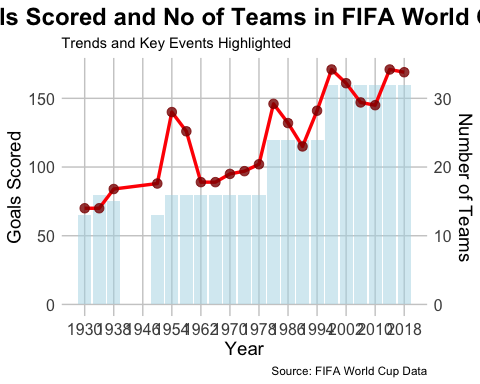 ls Scored and No of Teams in FIFA World C
Trends and Key Events Highlighted
150
100
50
0
30
20
10
0
Goals Scored
Number of Teams
1930 1938 1946 1954 1962 1970 1978 1986 1994 2002 2010 2018
Year
Source: FIFA World Cup Data